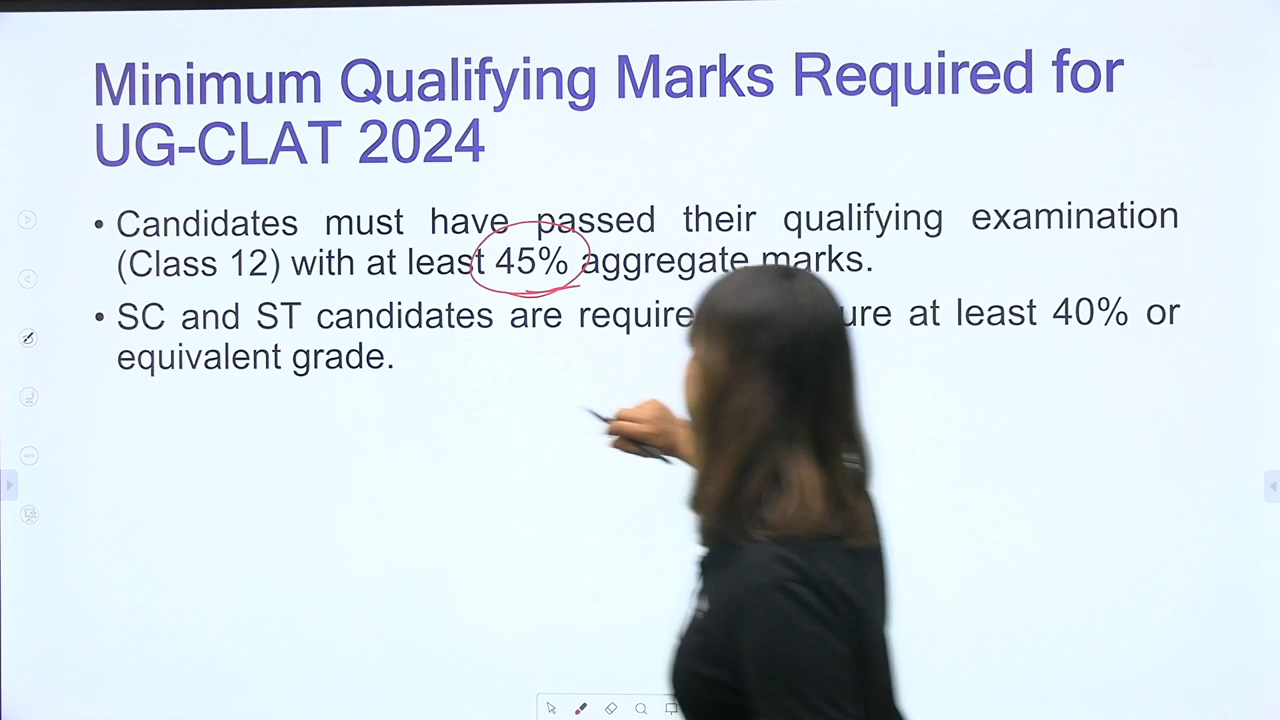 Minimum Qualifying Marks Required for
UG-CLAT 2024
• Candidates must have passed their qualifying examination
(Class 12) with at least 45% aggregate marks.
• SC and ST candidates are require ure at least 40% or
equivalent grade.